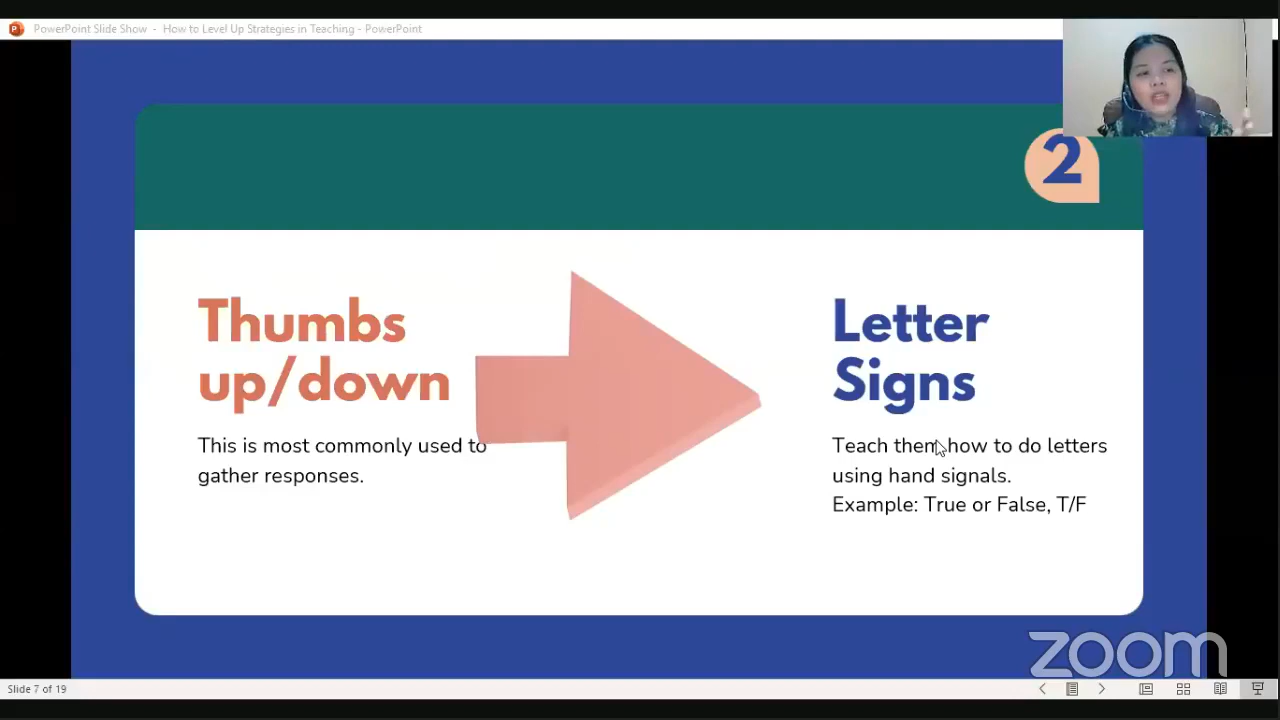 PowerPoint Slide Show - How to Level Up Strategies in Teaching - PowerPoint
2
Thumbs
up/down
This is most commonly used to
gather responses.
Letter
Signs
Teach them how to do letters
using hand signals.
Example: True or False, T/F
zoom
Slide 7 of 19